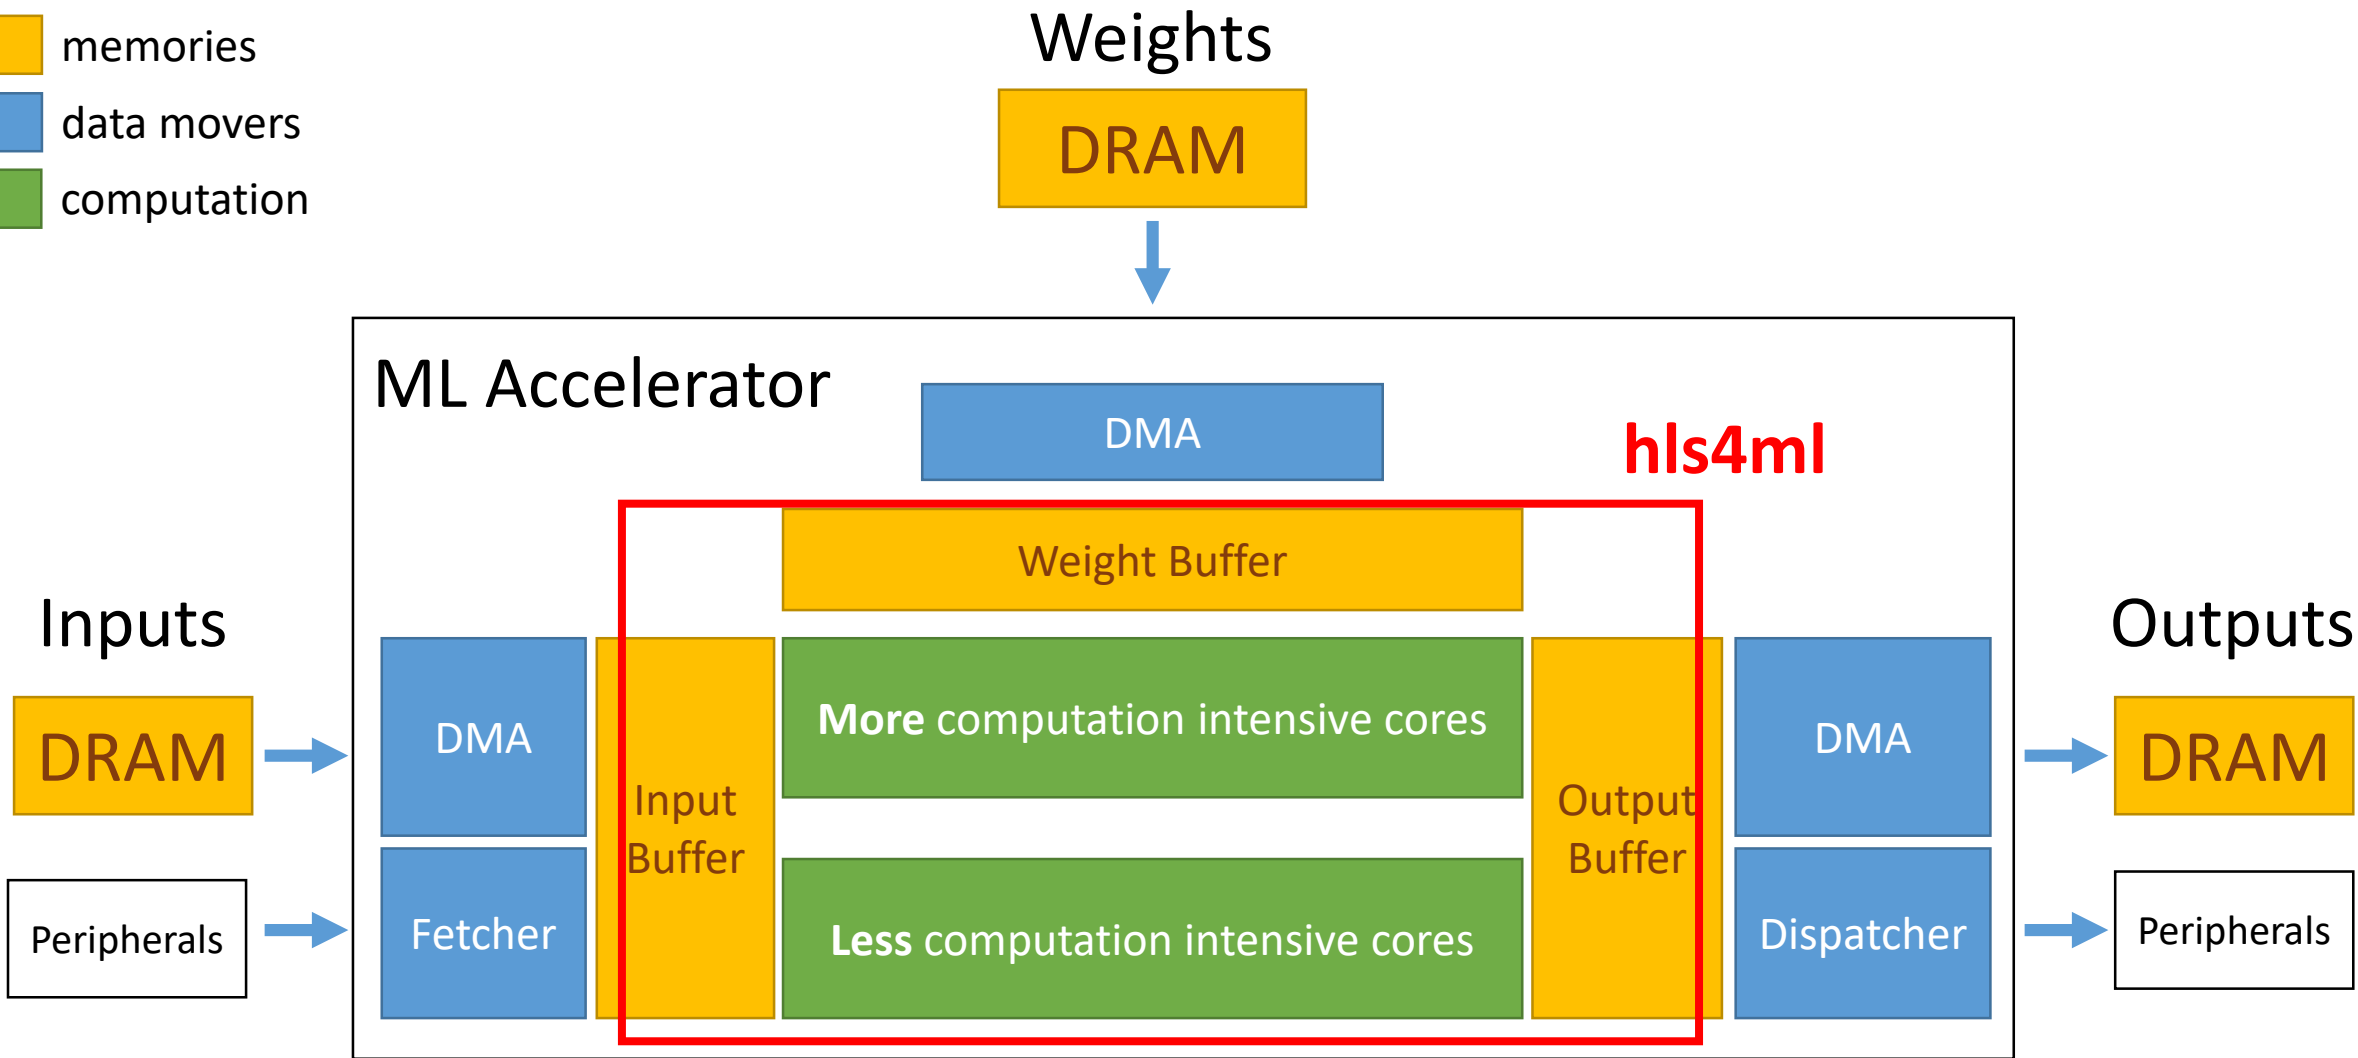 memories
data movers
computation
Weights
DRAM
ML Accelerator
DMA
hls4ml
Weight Buffer
Inputs
DRAM
Peripherals
DMA
Fetcher
Input
Buffer
More computation intensive cores
Less computation intensive cores
Output
Buffer
DMA
Dispatcher
Outputs
DRAM
Peripherals